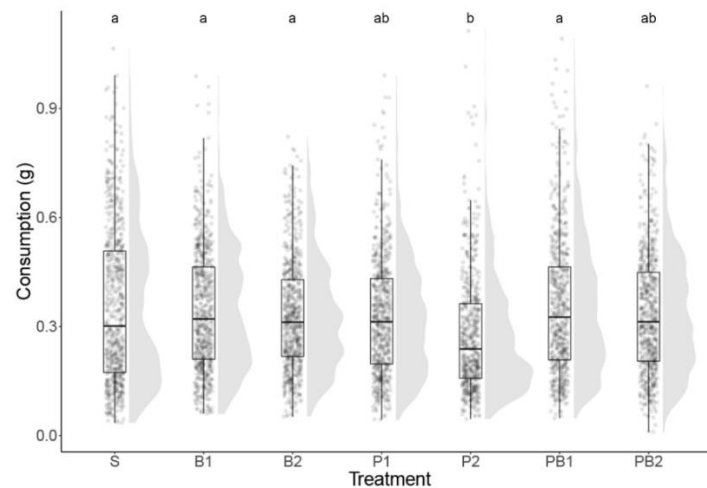 a a a ab b a ab
0.9
0.6
0.3
0.0
Consumption (g)
S B1 B2 P1 P2 PB1 PB2
Treatment